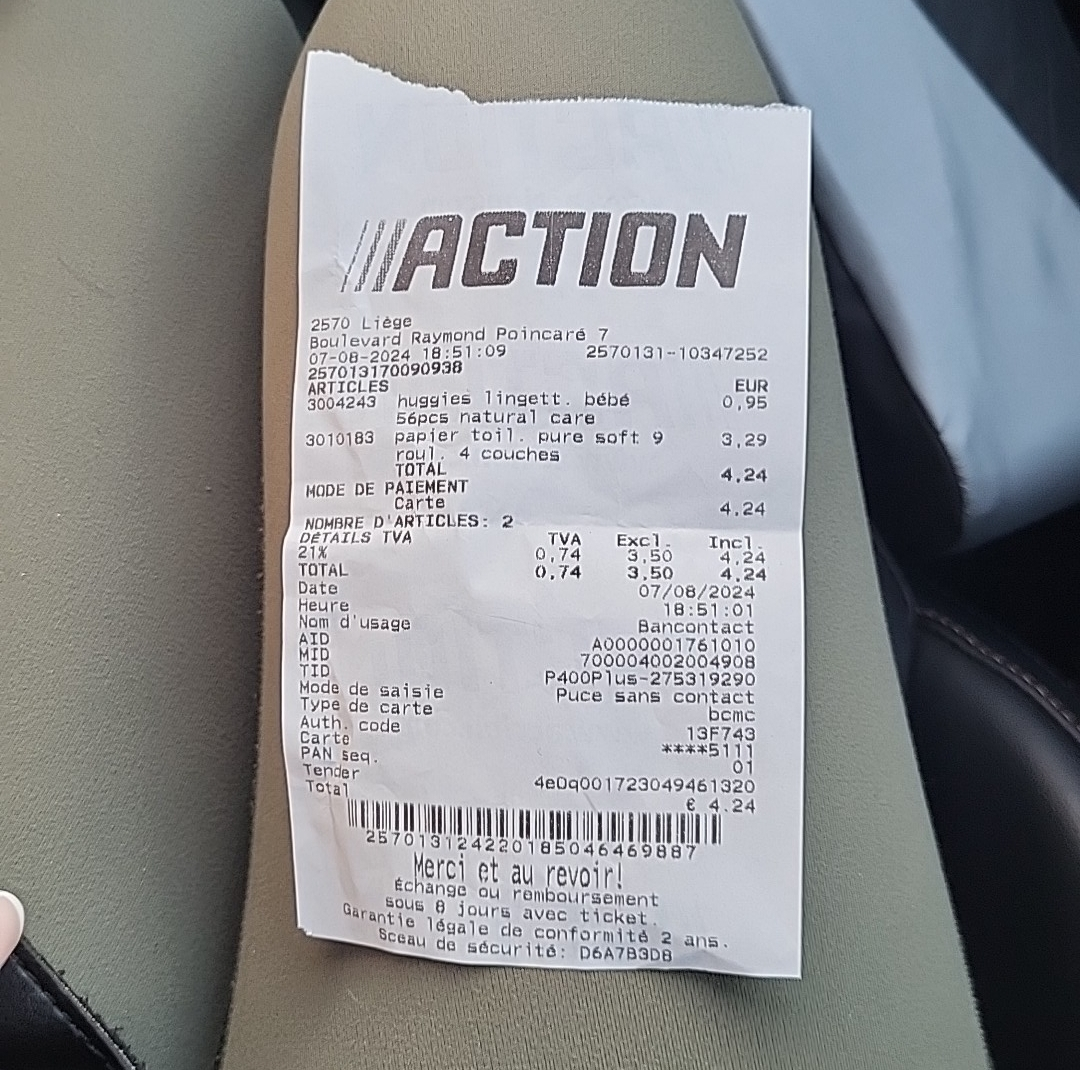 ACTION
2570 Liège
Boulevard Raymond Poincaré 7
07-08-2024 18:51:09 2570131-10347252
257013170090938
ARTICLES EUR
3004243 huggies lingett. bébé 0,95
56pcs natural care
3010183 papier toil. pure soft 9 3,29
roul. 4 couches
TOTAL 4,24
MODE DE PAIEMENT
Carte 4,24
NOMBRE D'ARTICLES: 2
DÉTAILS TVA TVA Excl. Incl.
21% 0,74 3,50 4,24
TOTAL 0,74 3,50 4,24
Date 07/08/2024
Heure 18:51:01
Nom d'usage Bancontact
AID A0000001761010
MID 700004002004908
TID P400Plus-275319290
Mode de saisie Puce sans contact
Type de carte bcmc
Auth. code 13F743
Carte ****5111
PAN seq. 01
Tender 4e0q001723049461320
Total € 4.24
2570131242201850464698​87
Merci et au revoir!
Échange ou remboursement
sous 8 jours avec ticket.
Garantie légale de conformité 2 ans.
Sceau de sécurité: D6A7B3D8